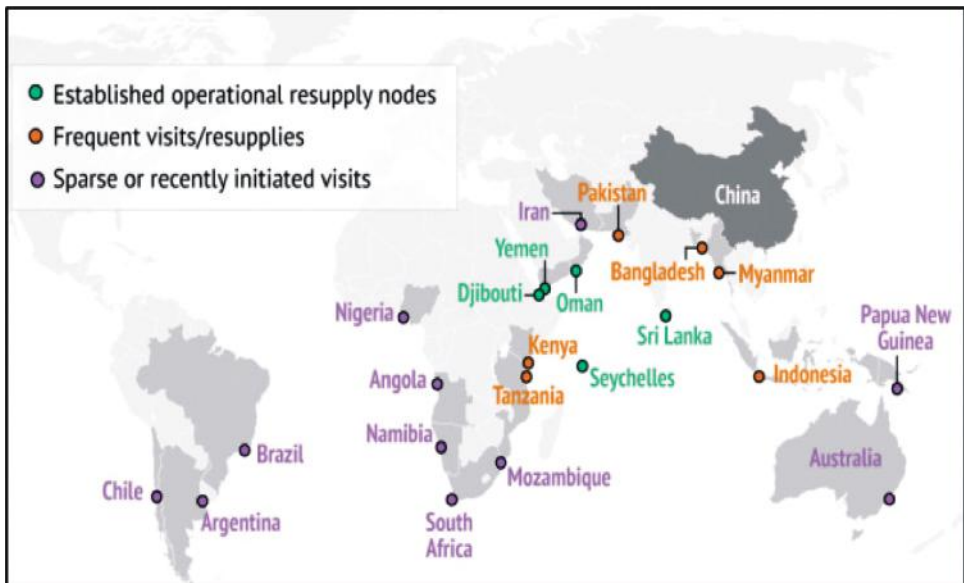 Established operational resupply nodes
Frequent visits/resupplies
Sparse or recently initiated visits
China
Pakistan
Iran
Yemen
Bangladesh
Myanmar
Djibouti
Oman
Nigeria
Sri Lanka
Papua New
Guinea
Kenya
Seychelles
Indonesia
Angola
Tanzania
Namibia
Brazil
Mozambique
Australia
Chile
Argentina
South
Africa